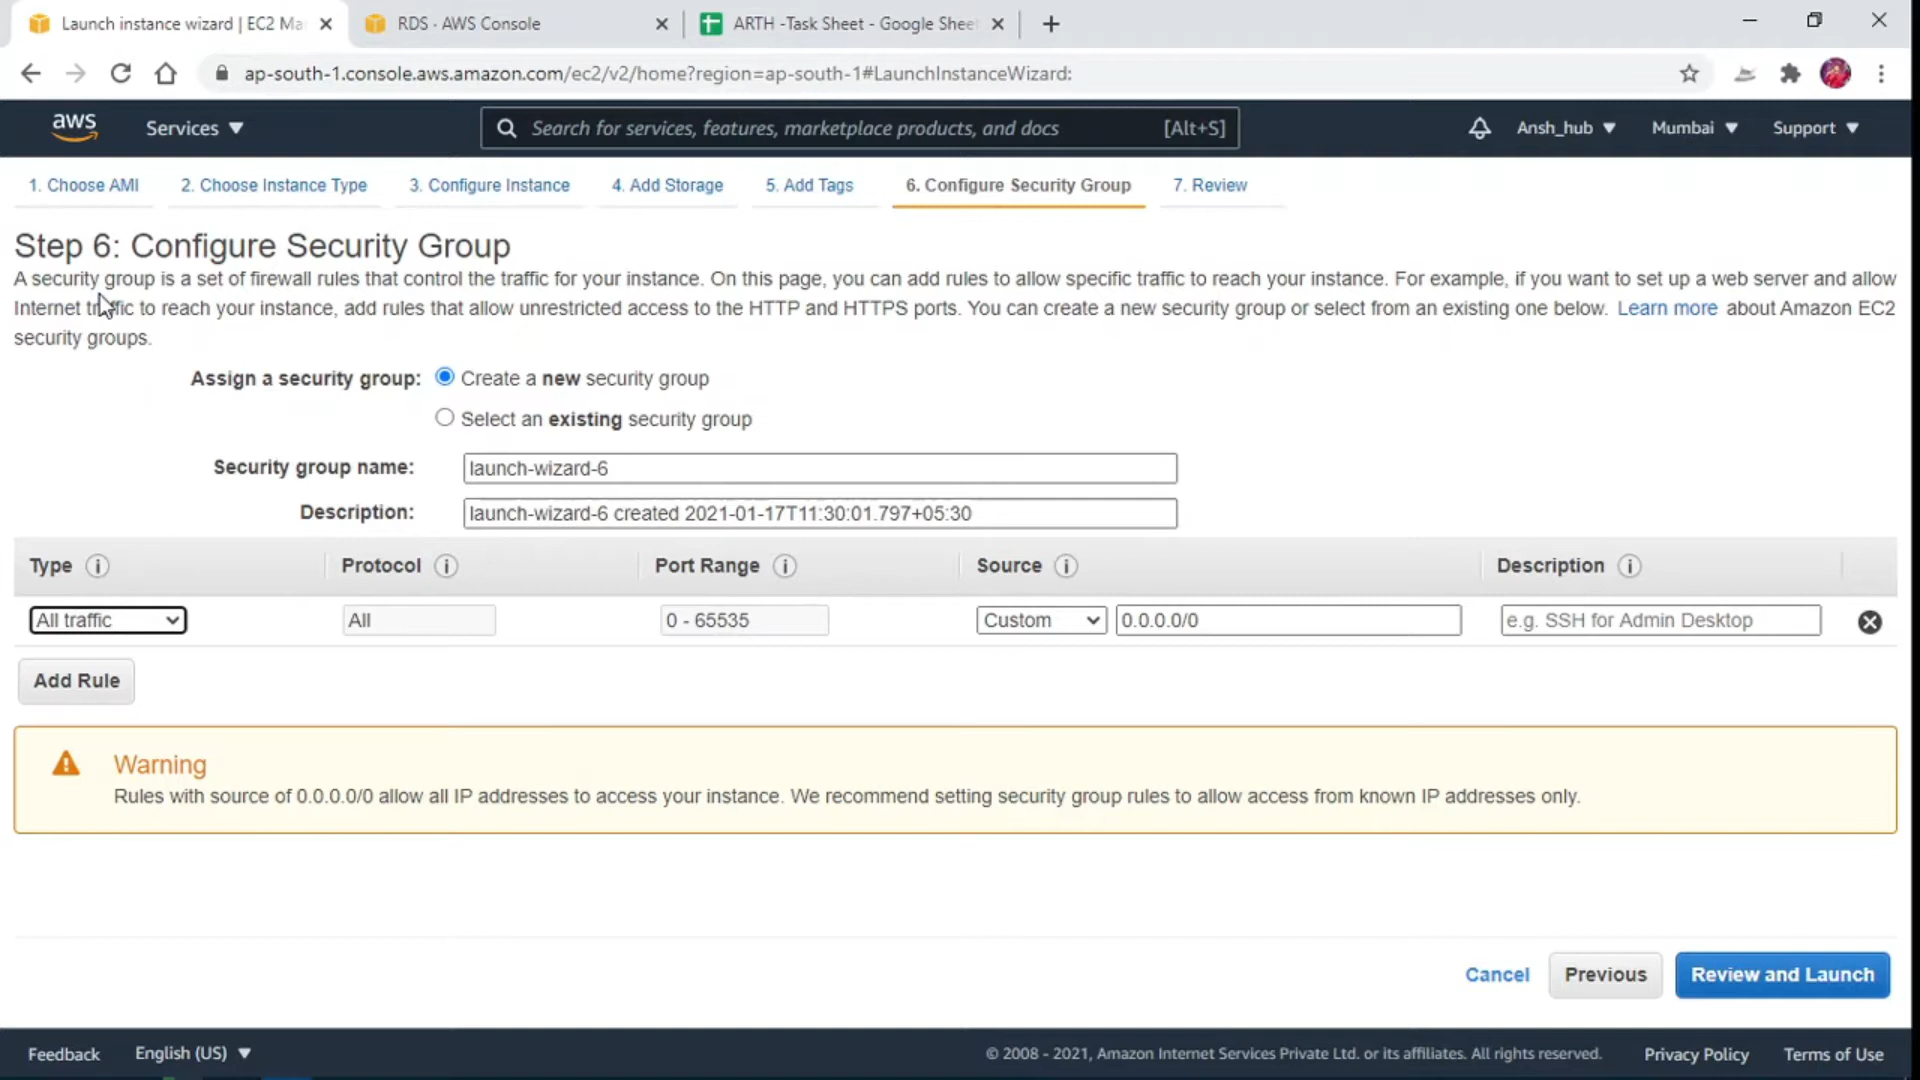 Launch instance wizard | EC2 Ma
RDS · AWS Console
ARTH -Task Sheet - Google Shee
ap-south-1.console.aws.amazon.com/ec2/v2/home?region=ap-south-1#LaunchInstanceWizard:
aws
Services
Search for services, features, marketplace products, and docs
[Alt+S]
Ansh_hub
Mumbai
Support
1. Choose AMI
2. Choose Instance Type
3. Configure Instance
4. Add Storage
5. Add Tags
6. Configure Security Group
7. Review
Step 6: Configure Security Group
A security group is a set of firewall rules that control the traffic for your instance. On this page, you can add rules to allow specific traffic to reach your instance. For example, if you want to set up a web server and allow
Internet traffic to reach your instance, add rules that allow unrestricted access to the HTTP and HTTPS ports. You can create a new security group or select from an existing one below. Learn more about Amazon EC2
security groups.
Assign a security group:
Create a new security group
Select an existing security group
Security group name:
launch-wizard-6
Description:
launch-wizard-6 created 2021-01-17T11:30:01.797+05:30
Type
Protocol
Port Range
Source
Description
All traffic
All
0 - 65535
Custom
0.0.0.0/0
e.g. SSH for Admin Desktop
Add Rule
Warning
Rules with source of 0.0.0.0/0 allow all IP addresses to access your instance. We recommend setting security group rules to allow access from known IP addresses only.
Cancel
Previous
Review and Launch
Feedback
English (US)
© 2008 - 2021, Amazon Internet Services Private Ltd. or its affiliates. All rights reserved.
Privacy Policy
Terms of Use